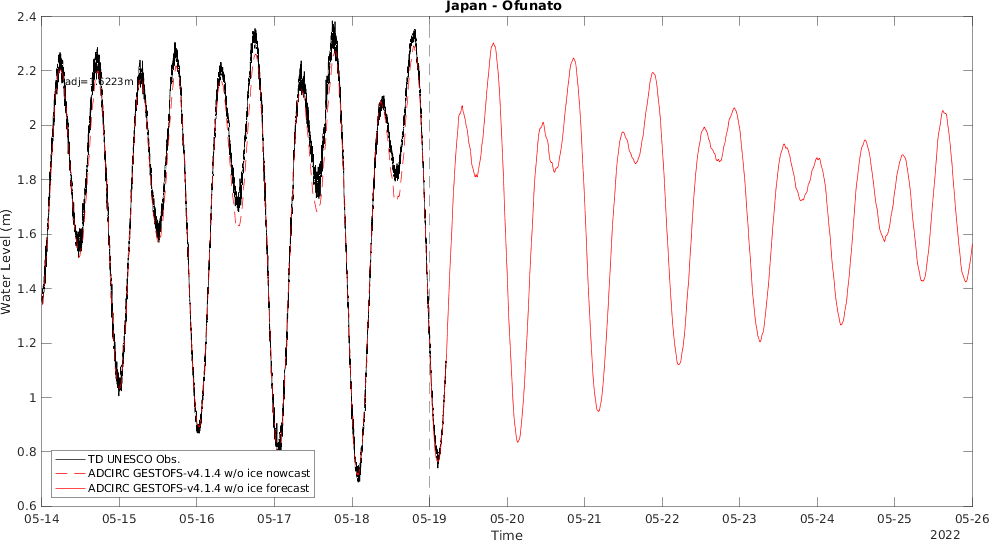 Japan - Ofunato
2.4
2.2
2
1.8
1.6
1.4
1.2
1
0.8
0.6
Water Level (m)
TD UNESCO Obs.
ADCIRC GESTOFS-v4.1.4 w/o ice nowcast
ADCIRC GESTOFS-v4.1.4 w/o ice forecast
05-14 05-15 05-16 05-17 05-18 05-19 05-20 05-21 05-22 05-23 05-24 05-25 05-26
Time
2022